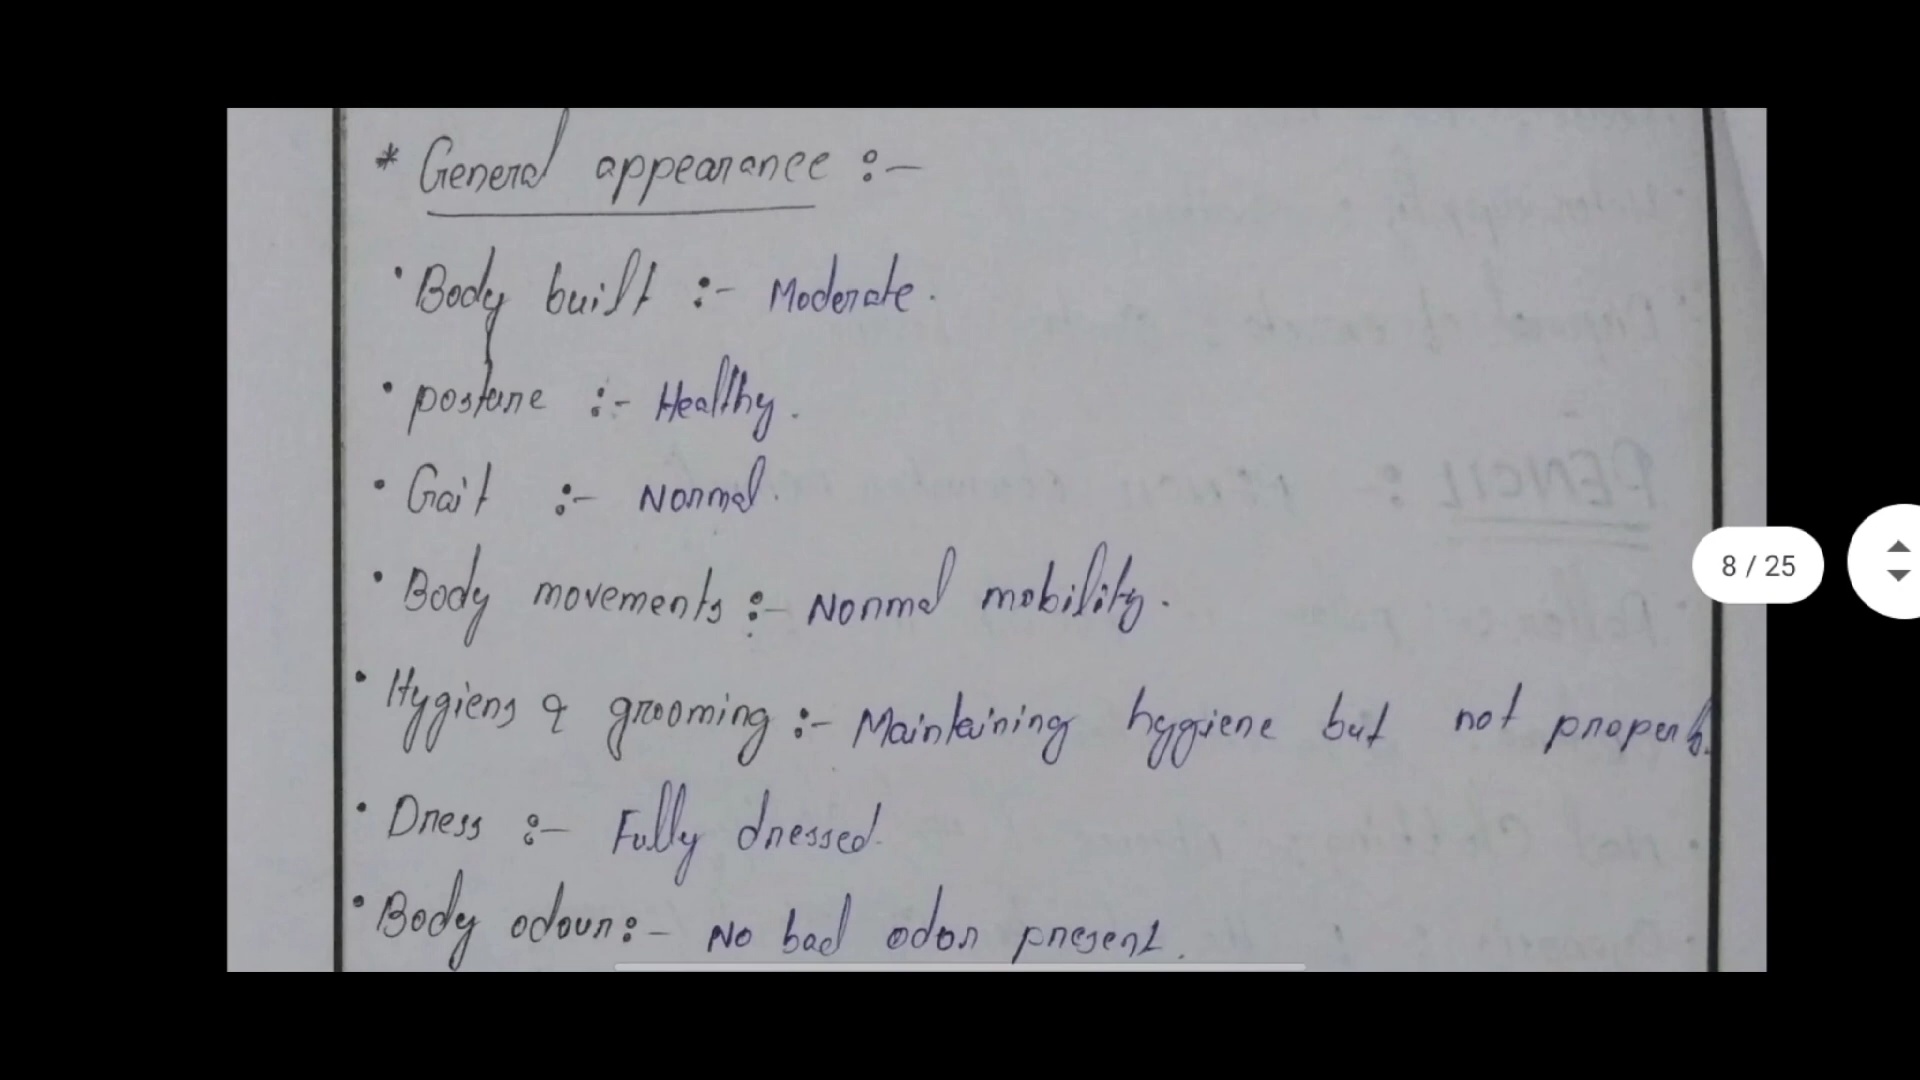 * General appearance :-
• Body built :- Moderate.
• posture :- Healthy.
• Gait :- Normal.
• Body movements :- Normal mobility.
• Hygiens & grooming :- Maintaining hygiene but not properly.
• Dress :- Fully dressed.
• Body odour :- No bad odor present.
8 / 25